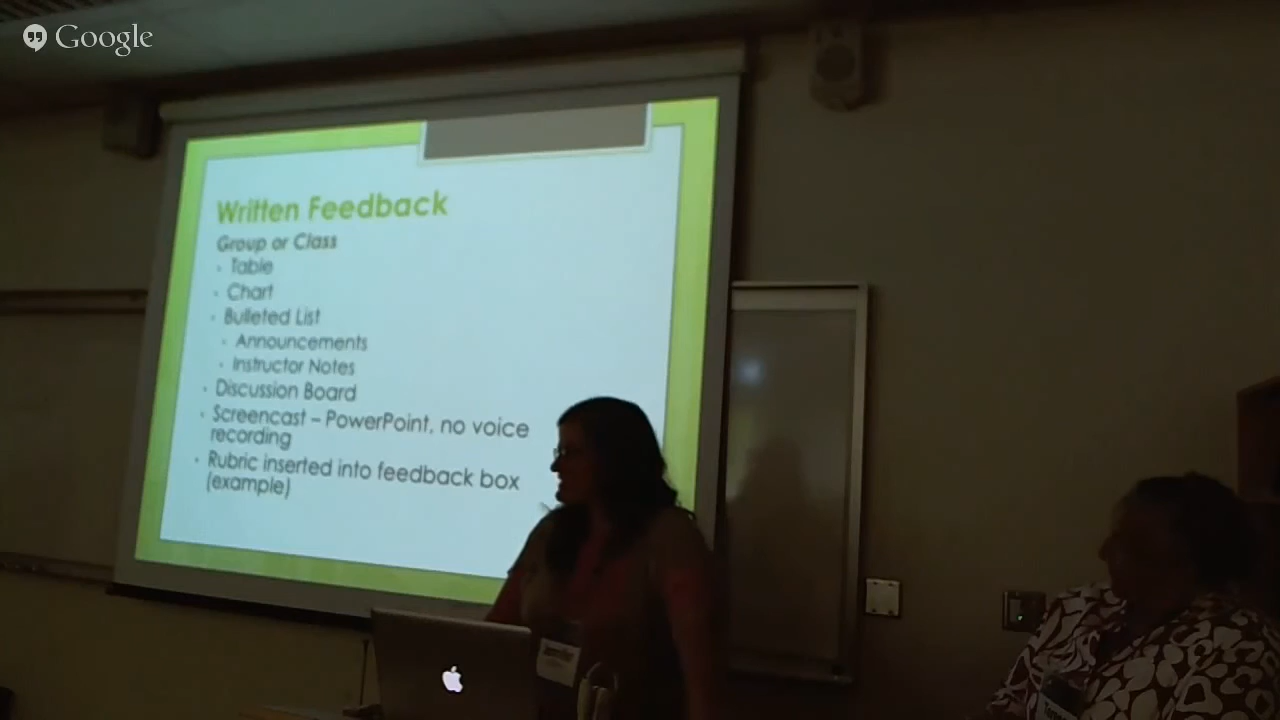 Google
Written Feedback
Group or Class
Table
Chart
Bulleted List
Announcements
Instructor Notes
Discussion Board
Screencast – PowerPoint, no voice
recording
Rubric inserted into feedback box
(example)